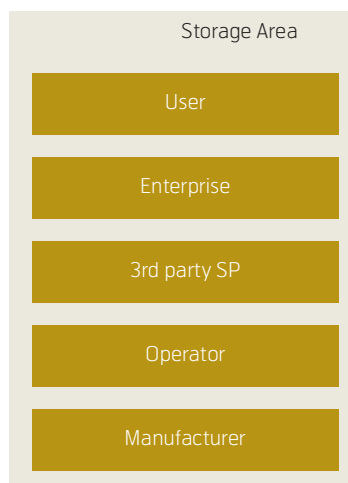 Storage Area
User
Enterprise
3rd party SP
Operator
Manufacturer